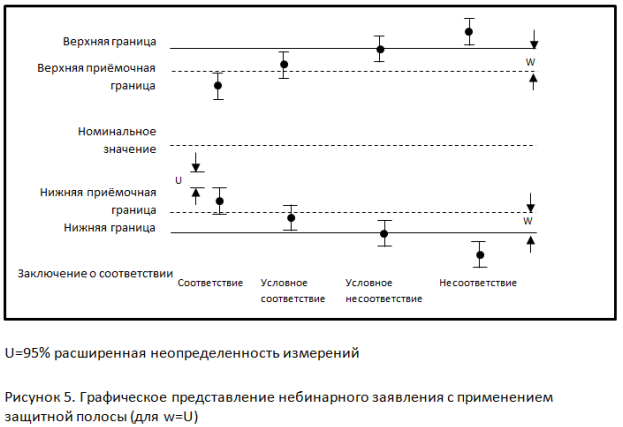 Верхняя граница
Верхняя приёмочная
граница
W
Номинальное
значение
U
Нижняя приёмочная
граница
Нижняя граница
W
Заключение о соответствии
Соответствие
Условное
соответствие
Условное
несоответствие
Несоответствие
U=95% расширенная неопределенность измерений
Рисунок 5. Графическое представление небинарного заявления с применением
защитной полосы (для w=U)